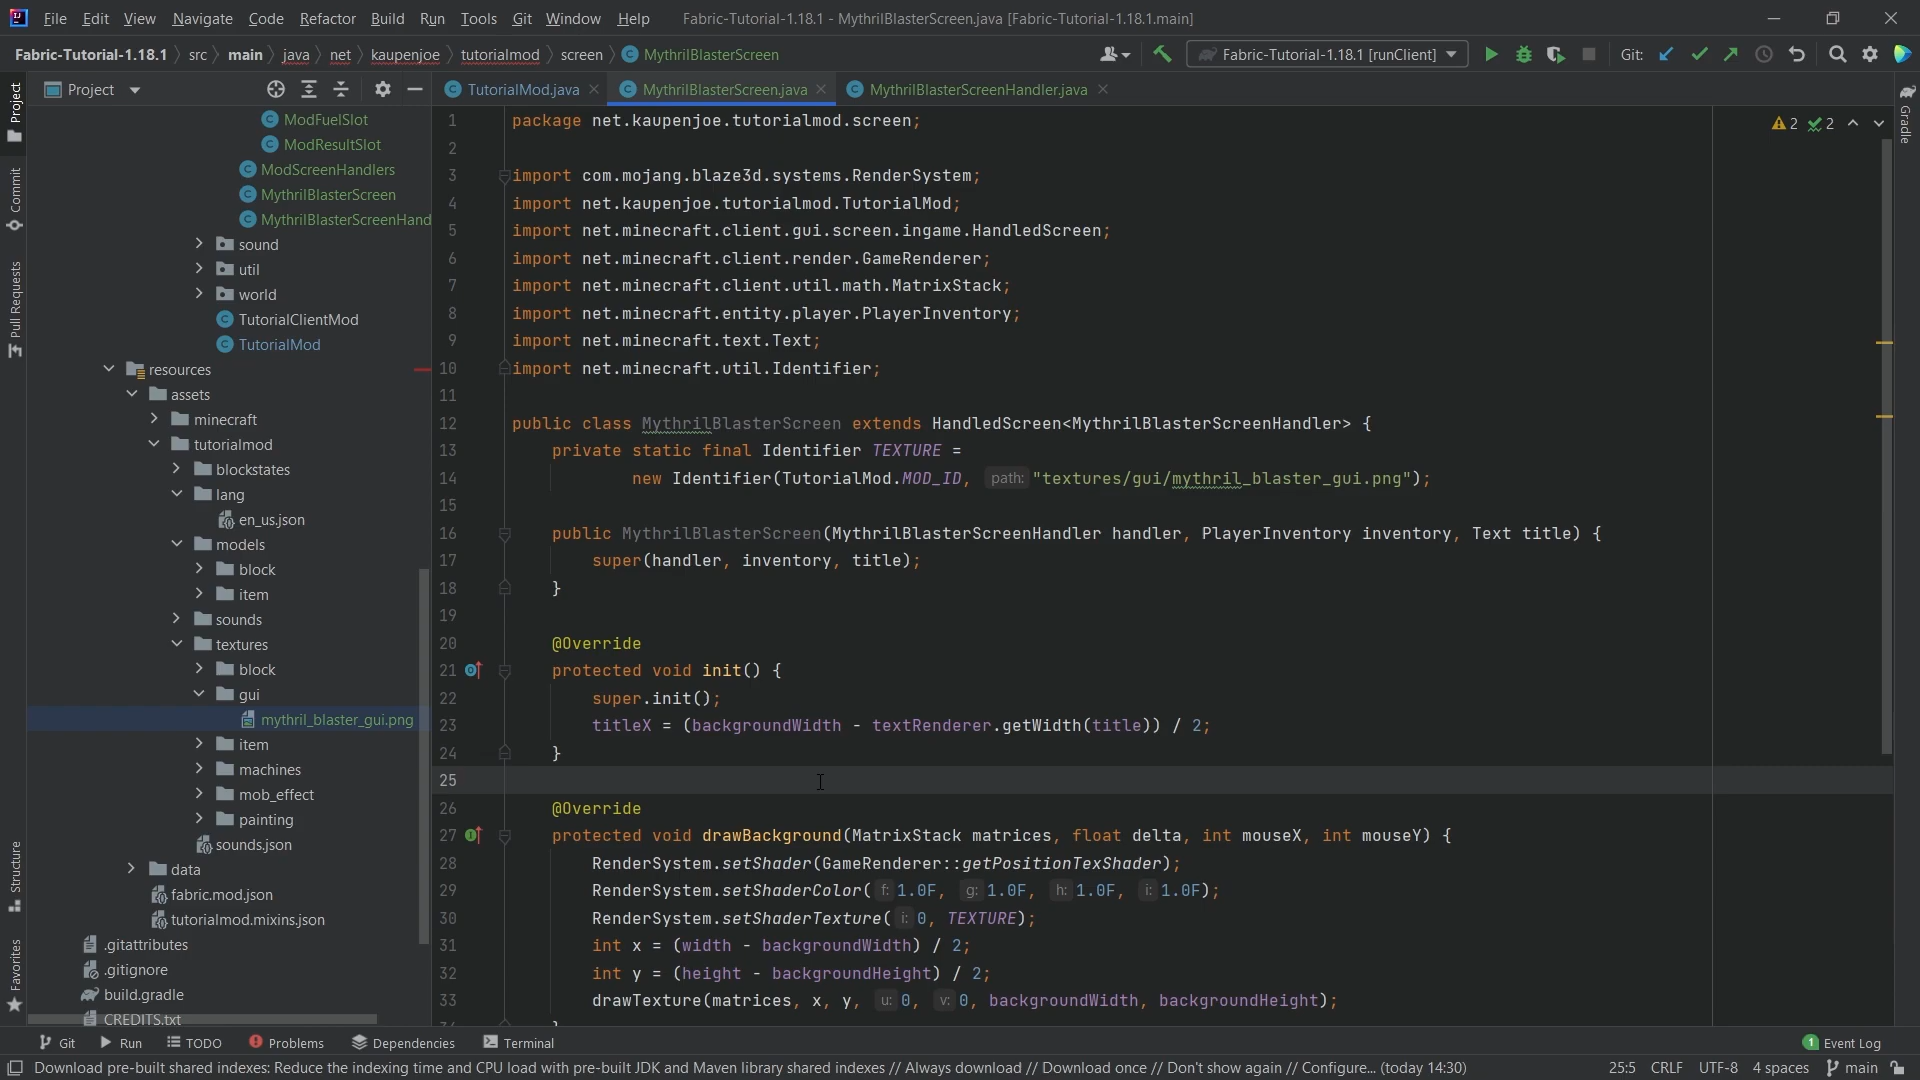 File Edit View Navigate Code Refactor Build Run Tools Git Window Help Fabric-Tutorial-1.18.1 - MythrilBlasterScreen.java [Fabric-Tutorial-1.18.1.main]
Fabric-Tutorial-1.18.1 src main java net kaupenjoe tutorialmod screen MythrilBlasterScreen Fabric-Tutorial-1.18.1 [runClient] Git:
Project
TutorialMod.java MythrilBlasterScreen.java MythrilBlasterScreenHandler.java
Project
Commit
Pull Requests
Structure
Favorites
ModFuelSlot
ModResultSlot
ModScreenHandlers
MythrilBlasterScreen
MythrilBlasterScreenHand
sound
util
world
TutorialClientMod
TutorialMod
resources
assets
minecraft
tutorialmod
blockstates
lang
en_us.json
models
block
item
sounds
textures
block
gui
mythril_blaster_gui.png
item
machines
mob_effect
painting
sounds.json
data
fabric.mod.json
tutorialmod.mixins.json
.gitattributes
.gitignore
build.gradle
CREDITS.txt
1 package net.kaupenjoe.tutorialmod.screen;
2
3 import com.mojang.blaze3d.systems.RenderSystem;
4 import net.kaupenjoe.tutorialmod.TutorialMod;
5 import net.minecraft.client.gui.screen.ingame.HandledScreen;
6 import net.minecraft.client.render.GameRenderer;
7 import net.minecraft.client.util.math.MatrixStack;
8 import net.minecraft.entity.player.PlayerInventory;
9 import net.minecraft.text.Text;
10 import net.minecraft.util.Identifier;
11
12 public class MythrilBlasterScreen extends HandledScreen<MythrilBlasterScreenHandler> {
13 private static final Identifier TEXTURE =
14 new Identifier(TutorialMod.MOD_ID, path: "textures/gui/mythril_blaster_gui.png");
15
16 public MythrilBlasterScreen(MythrilBlasterScreenHandler handler, PlayerInventory inventory, Text title) {
17 super(handler, inventory, title);
18 }
19
20 @Override
21 protected void init() {
22 super.init();
23 titleX = (backgroundWidth - textRenderer.getWidth(title)) / 2;
24 }
25
26 @Override
27 protected void drawBackground(MatrixStack matrices, float delta, int mouseX, int mouseY) {
28 RenderSystem.setShader(GameRenderer::getPositionTexShader);
29 RenderSystem.setShaderColor( f: 1.0F, g: 1.0F, h: 1.0F, i: 1.0F);
30 RenderSystem.setShaderTexture( i: 0, TEXTURE);
31 int x = (width - backgroundWidth) / 2;
32 int y = (height - backgroundHeight) / 2;
33 drawTexture(matrices, x, y, u: 0, v: 0, backgroundWidth, backgroundHeight);
2 2
Gradle
Git Run TODO Problems Dependencies Terminal 1 Event Log
Download pre-built shared indexes: Reduce the indexing time and CPU load with pre-built JDK and Maven library shared indexes // Always download // Download once // Don't show again // Configure... (today 14:30) 25:5 CRLF UTF-8 4 spaces main